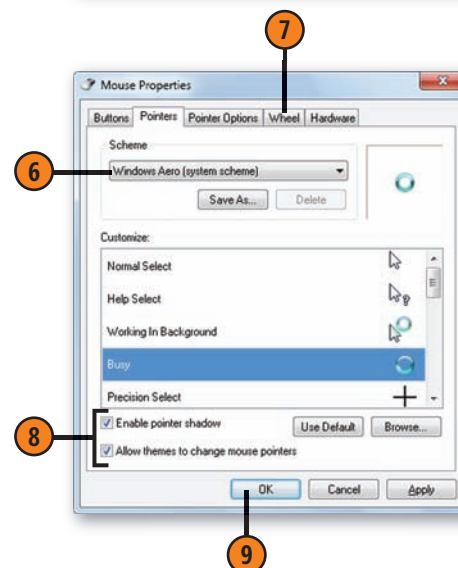 7
Mouse Properties
Buttons Pointers Pointer Options Wheel Hardware
Scheme
6
Windows Aero (system scheme)
Save As... Delete
Customize:
Normal Select
Help Select
Working In Background
Busy
Precision Select
8
Enable pointer shadow Use Default Browse...
Allow themes to change mouse pointers
OK Cancel Apply
9